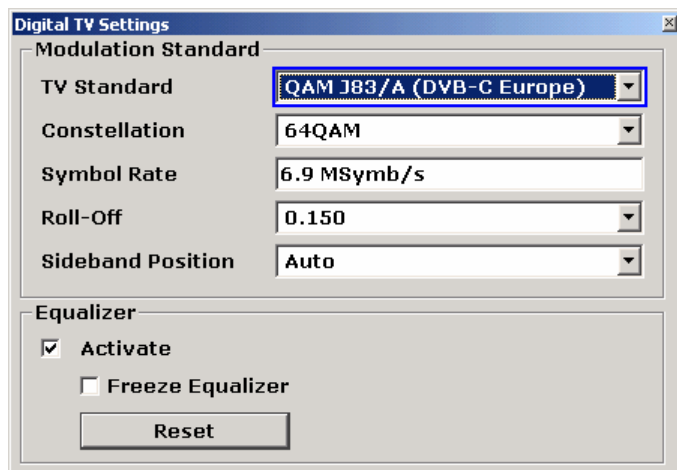 Digital TV Settings
Modulation Standard
TV Standard QAM J83/A (DVB-C Europe)
Constellation 64QAM
Symbol Rate 6.9 MSymb/s
Roll-Off 0.150
Sideband Position Auto
Equalizer
Activate
Freeze Equalizer
Reset